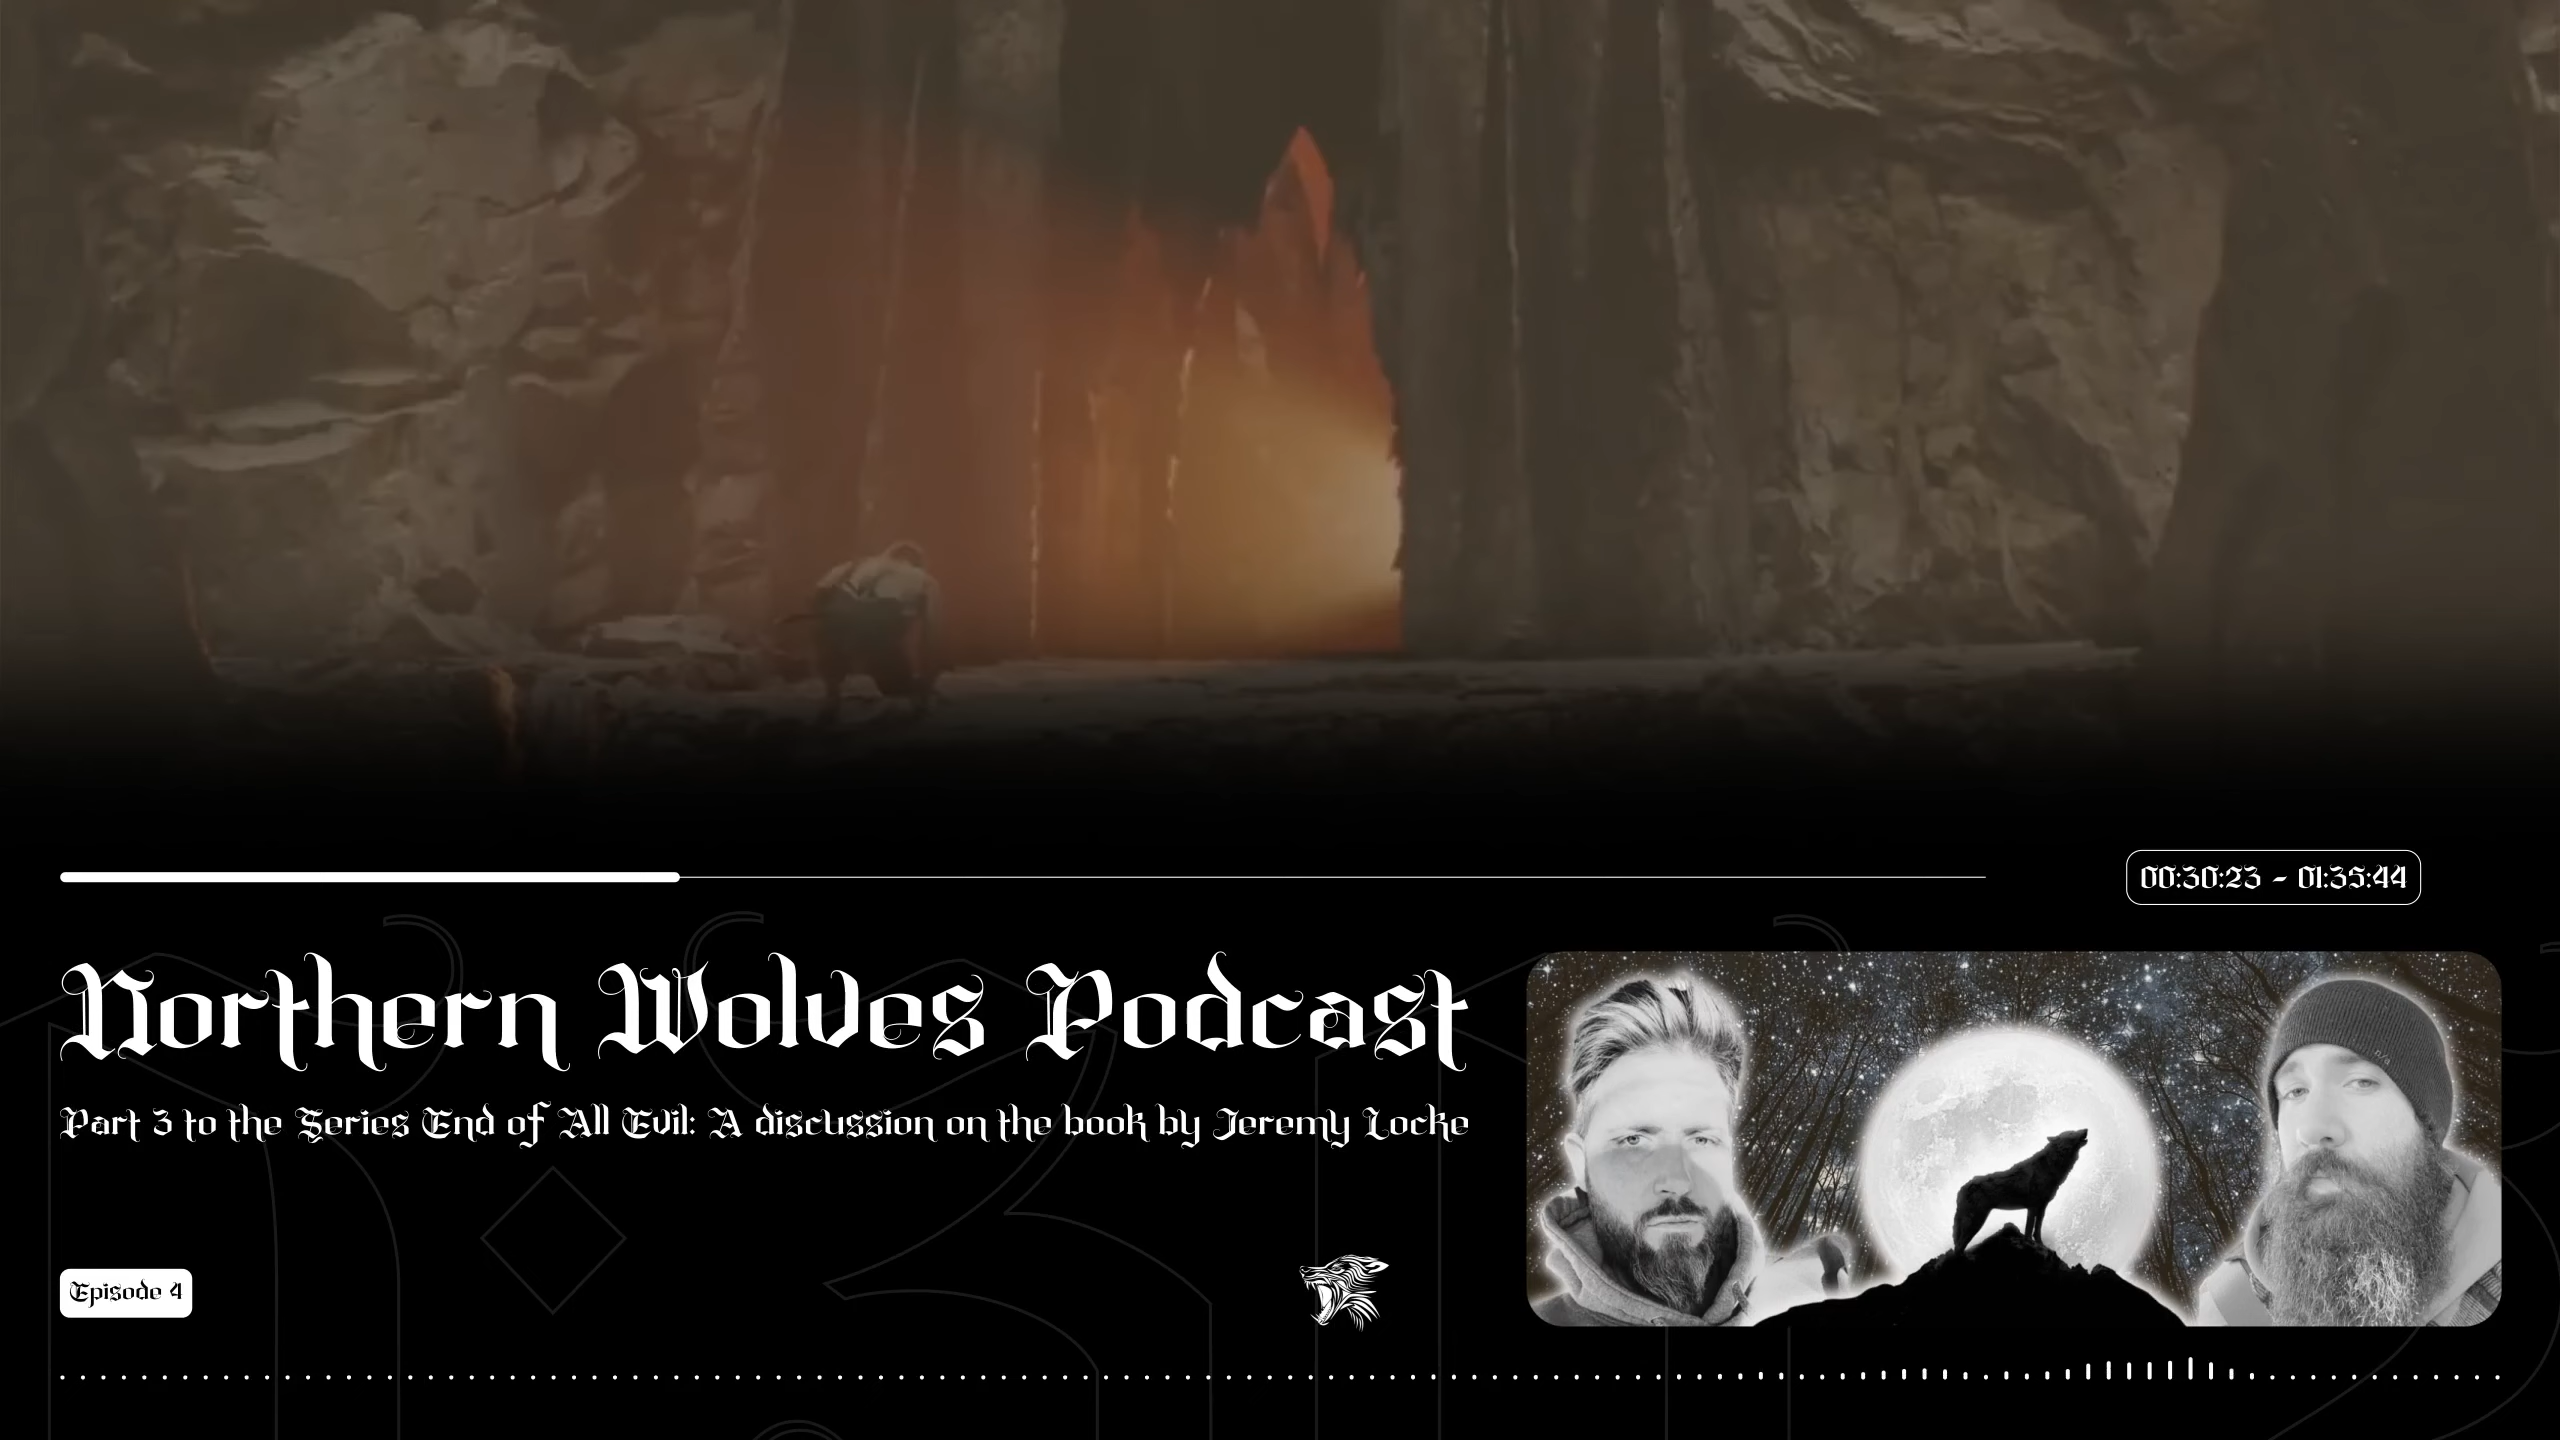 00:30:23 - 01:35:44
Northern Wolves Podcast
Part 3 to the Series End of All Evil: A discussion on the book by Jeremy Locke
Episode 4